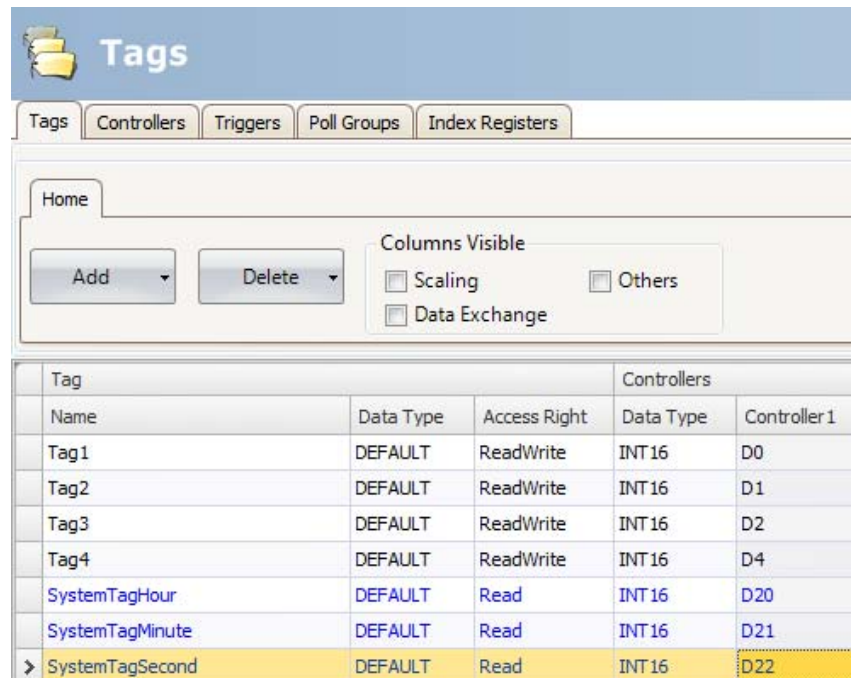 Tags
Tags Controllers Triggers Poll Groups Index Registers
Home
Add Delete
Columns Visible
Scaling Others
Data Exchange
Tag Controllers
Name Data Type Access Right Data Type Controller1
Tag1 DEFAULT ReadWrite INT16 D0
Tag2 DEFAULT ReadWrite INT16 D1
Tag3 DEFAULT ReadWrite INT16 D2
Tag4 DEFAULT ReadWrite INT16 D4
SystemTagHour DEFAULT Read INT16 D20
SystemTagMinute DEFAULT Read INT16 D21
SystemTagSecond DEFAULT Read INT16 D22